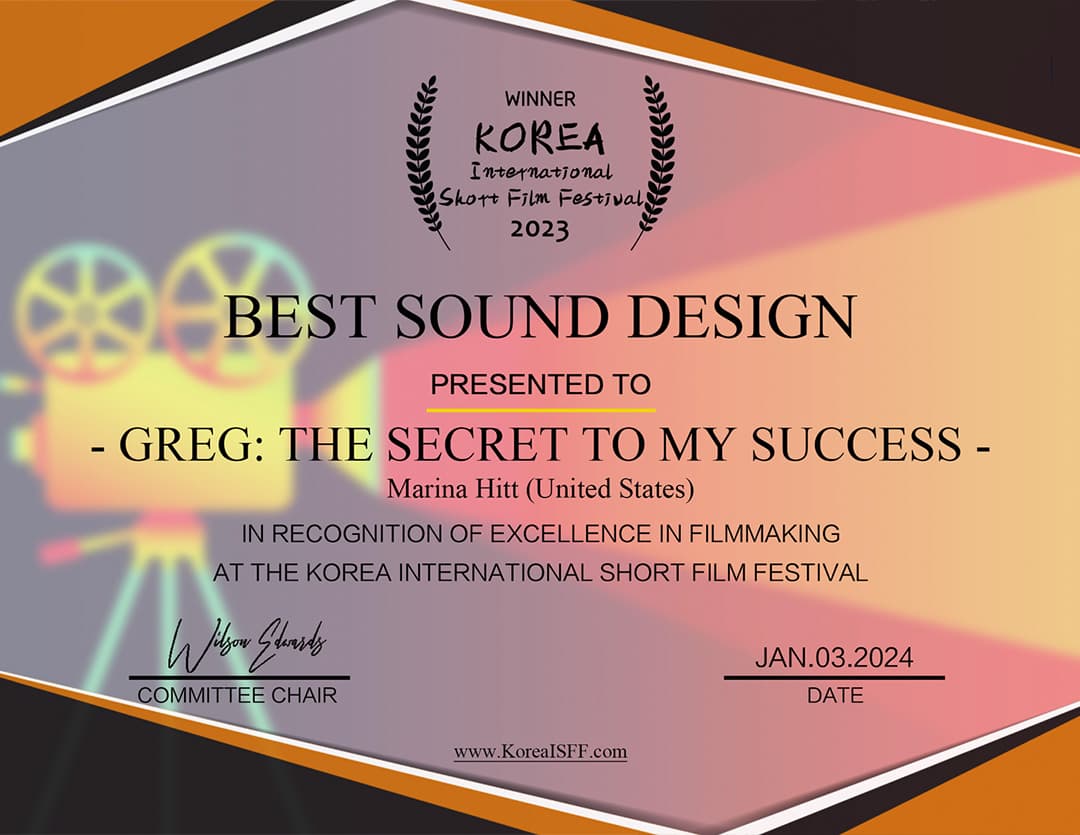 WINNER
KOREA
International
Short Film Festival
2023
BEST SOUND DESIGN
PRESENTED TO
- GREG: THE SECRET TO MY SUCCESS -
Marina Hitt (United States)
IN RECOGNITION OF EXCELLENCE IN FILMMAKING
AT THE KOREA INTERNATIONAL SHORT FILM FESTIVAL
Wilson Edwards
COMMITTEE CHAIR
JAN.03.2024
DATE
www.KoreaISFF.com